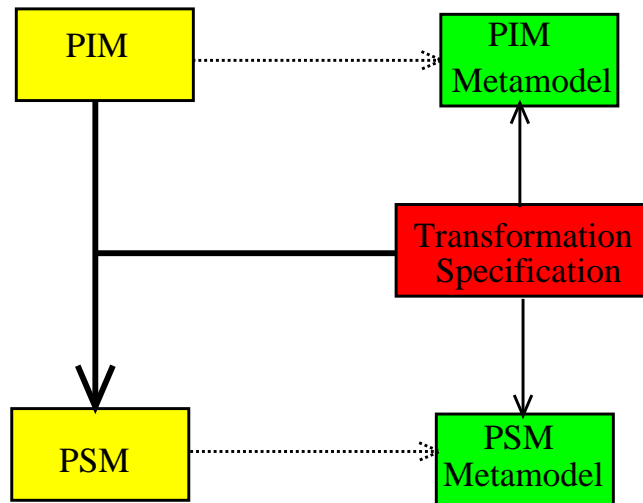 PIM
PIM
Metamodel
Transformation
Specification
PSM
PSM
Metamodel